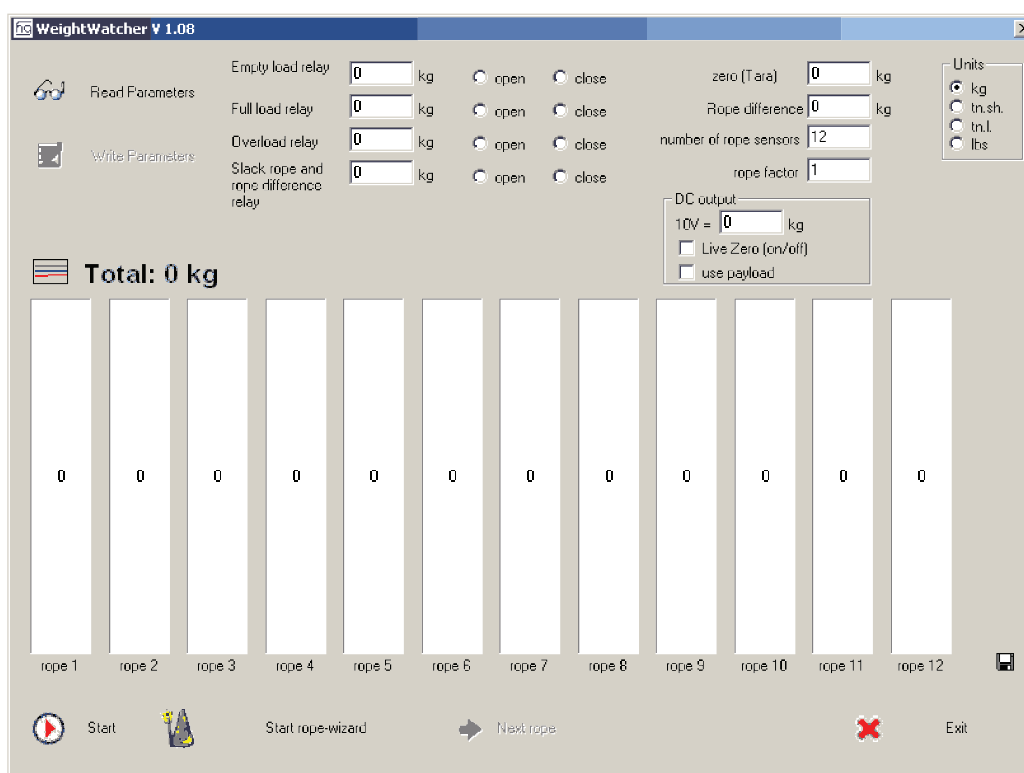 WeightWatcher V 1.08
Read Parameters
Write Parameters
Empty load relay 0 kg open close
Full load relay 0 kg open close
Overload relay 0 kg open close
Slack rope and
rope difference
relay
0 kg open close
zero (Tara) 0 kg
Rope difference 0 kg
number of rope sensors 12
rope factor 1
DC output
10V = 0 kg
Live Zero (on/off)
use payload
Units
kg
tn.sh.
tn.l.
lbs
Total: 0 kg
0 0 0 0 0 0 0 0 0 0 0 0
rope 1 rope 2 rope 3 rope 4 rope 5 rope 6 rope 7 rope 8 rope 9 rope 10 rope 11 rope 12
Start Start rope-wizard Next rope Exit